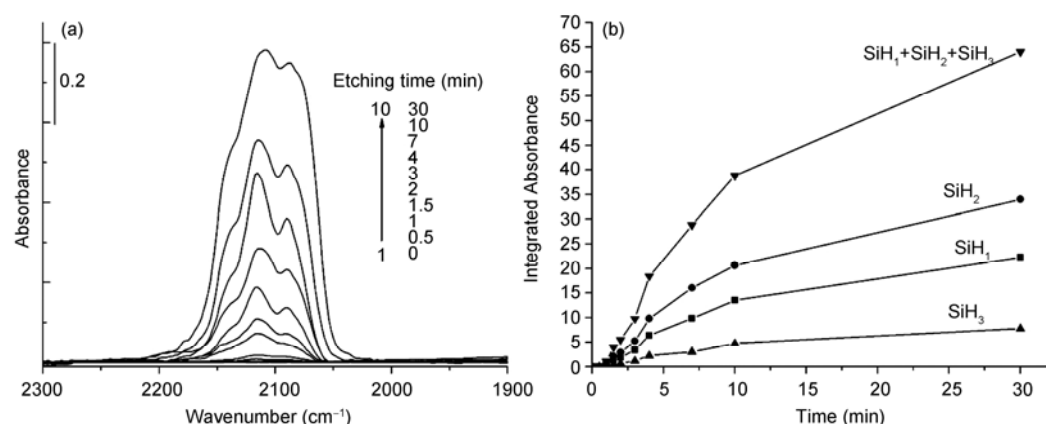 (a)
0.2
Etching time (min)
10 30
10
7
4
3
2
1.5
1
0.5
1 0
Absorbance
2300 2200 2100 2000 1900
Wavenumber (cm⁻¹)
(b)
70
65
60
55
50
45
40
35
30
25
20
15
10
5
0
Integrated Absorbance
SiH₁+SiH₂+SiH₃
SiH₂
SiH₁
SiH₃
0 5 10 15 20 25 30
Time (min)